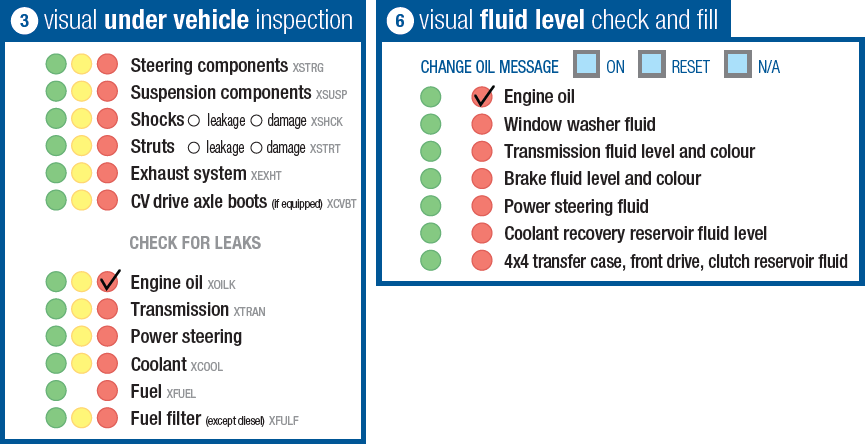 3 visual under vehicle inspection
Steering components XSTRG
Suspension components XSUSP
Shocks leakage damage XSHCK
Struts leakage damage XSTRT
Exhaust system XEXHT
CV drive axle boots (if equipped) XCVBT
CHECK FOR LEAKS
Engine oil XOILK
Transmission XTRAN
Power steering
Coolant XCOOL
Fuel XFUEL
Fuel filter (except diesel) XFULF
6 visual fluid level check and fill
CHANGE OIL MESSAGE ON RESET N/A
Engine oil
Window washer fluid
Transmission fluid level and colour
Brake fluid level and colour
Power steering fluid
Coolant recovery reservoir fluid level
4x4 transfer case, front drive, clutch reservoir fluid